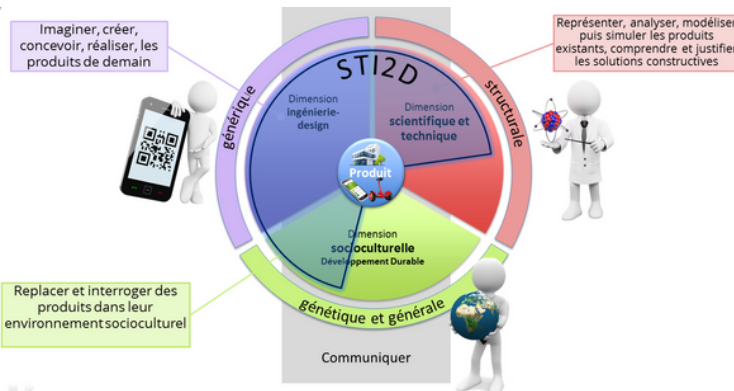 Imaginer, créer,
concevoir, réaliser, les
produits de demain
Représenter, analyser, modéliser
puis simuler les produits
existants, comprendre et justifier
les solutions constructives
STI2D
générique
structurale
Dimension
ingénierie-
design
Dimension
scientifique et
technique
Produit
Dimension
socioculturelle
Développement Durable
génétique et générale
Replacer et interroger des
produits dans leur
environnement socioculturel
Communiquer